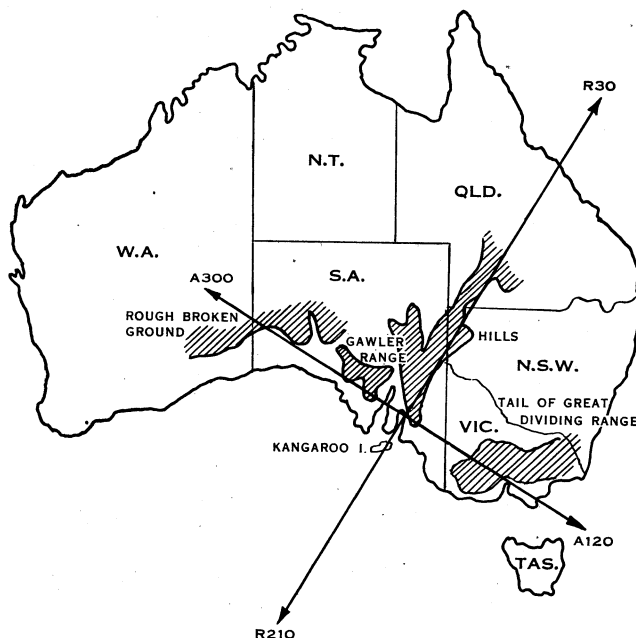 R30
N.T.
QLD.
W.A.
S.A.
A300
ROUGH BROKEN
GROUND
GAWLER
RANGE
HILLS
N.S.W.
TAIL OF GREAT
DIVIDING RANGE
VIC.
KANGAROO I.
A120
TAS.
R210